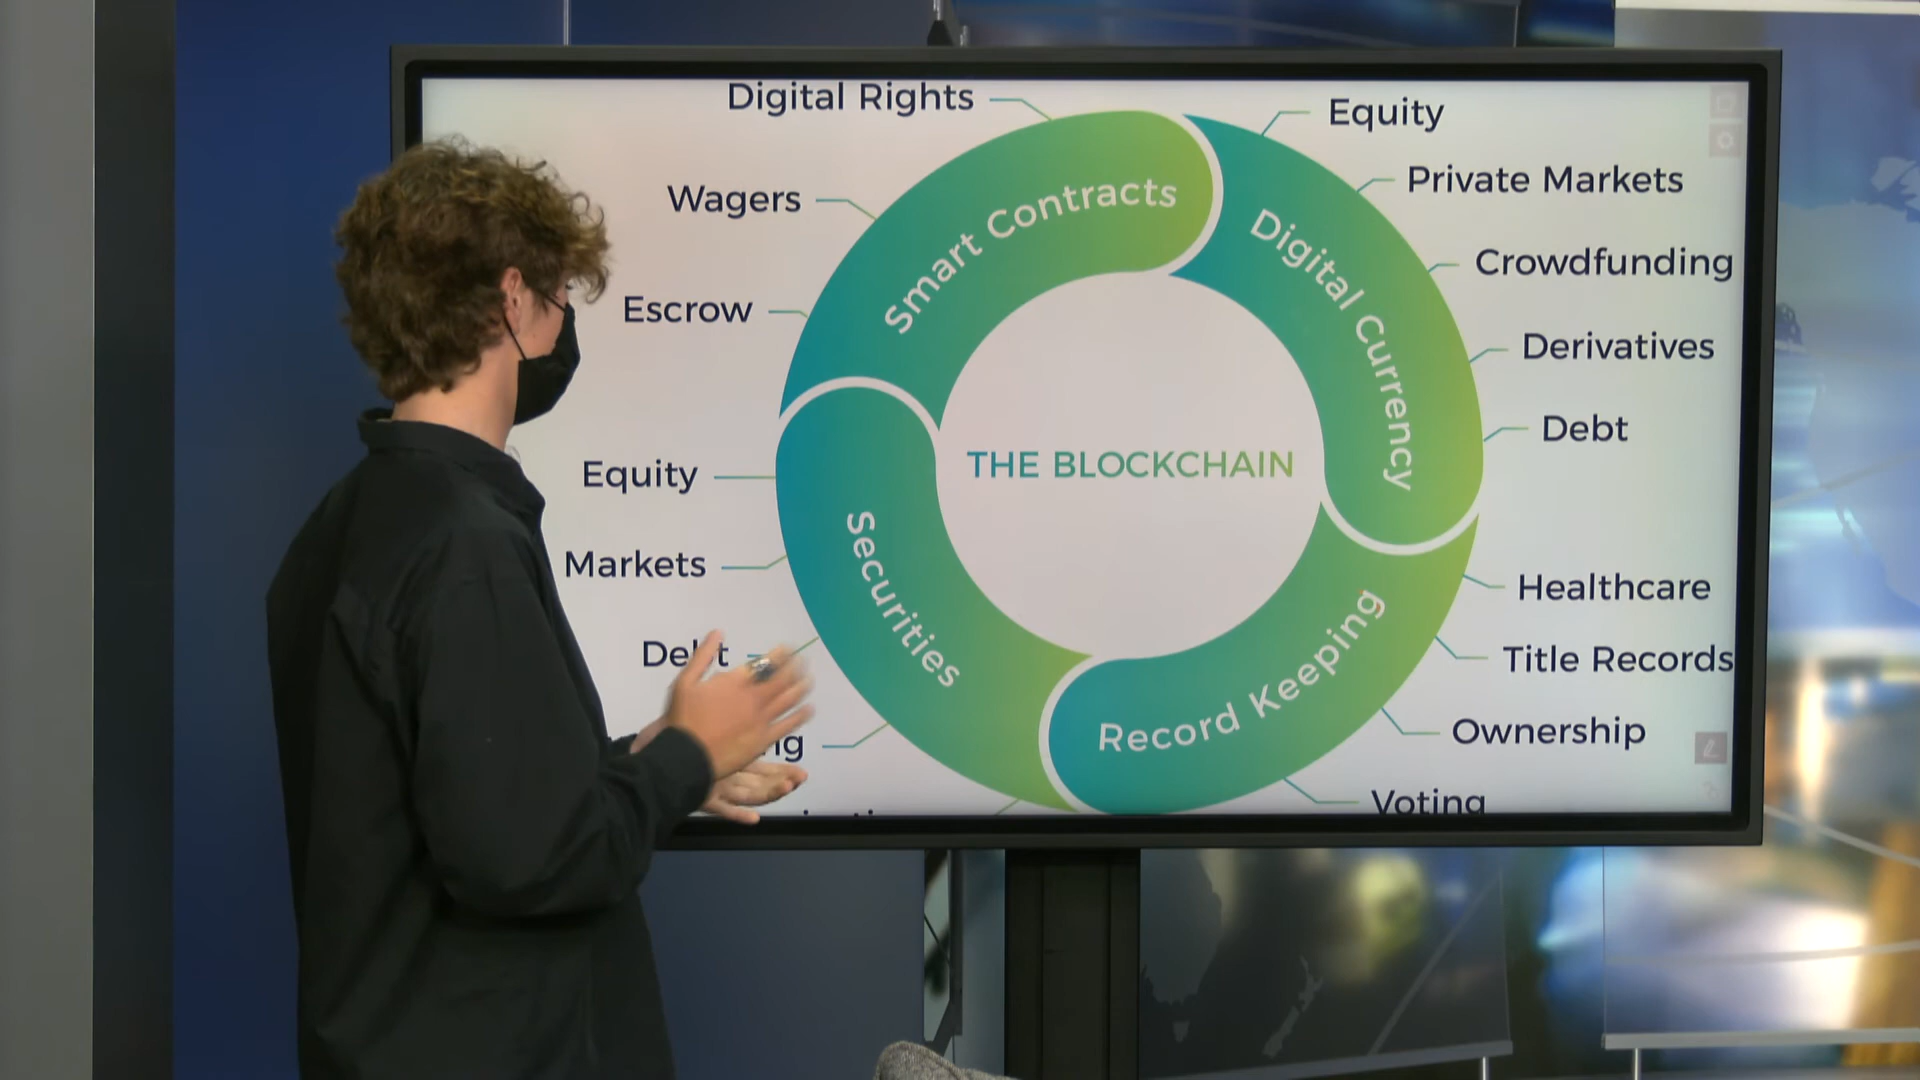 Digital Rights
Wagers
Escrow
Smart Contracts
Equity
Private Markets
Crowdfunding
Derivatives
Debt
Digital Currency
THE BLOCKCHAIN
Equity
Markets
Securities
Healthcare
Title Records
Ownership
Voting
Record Keeping